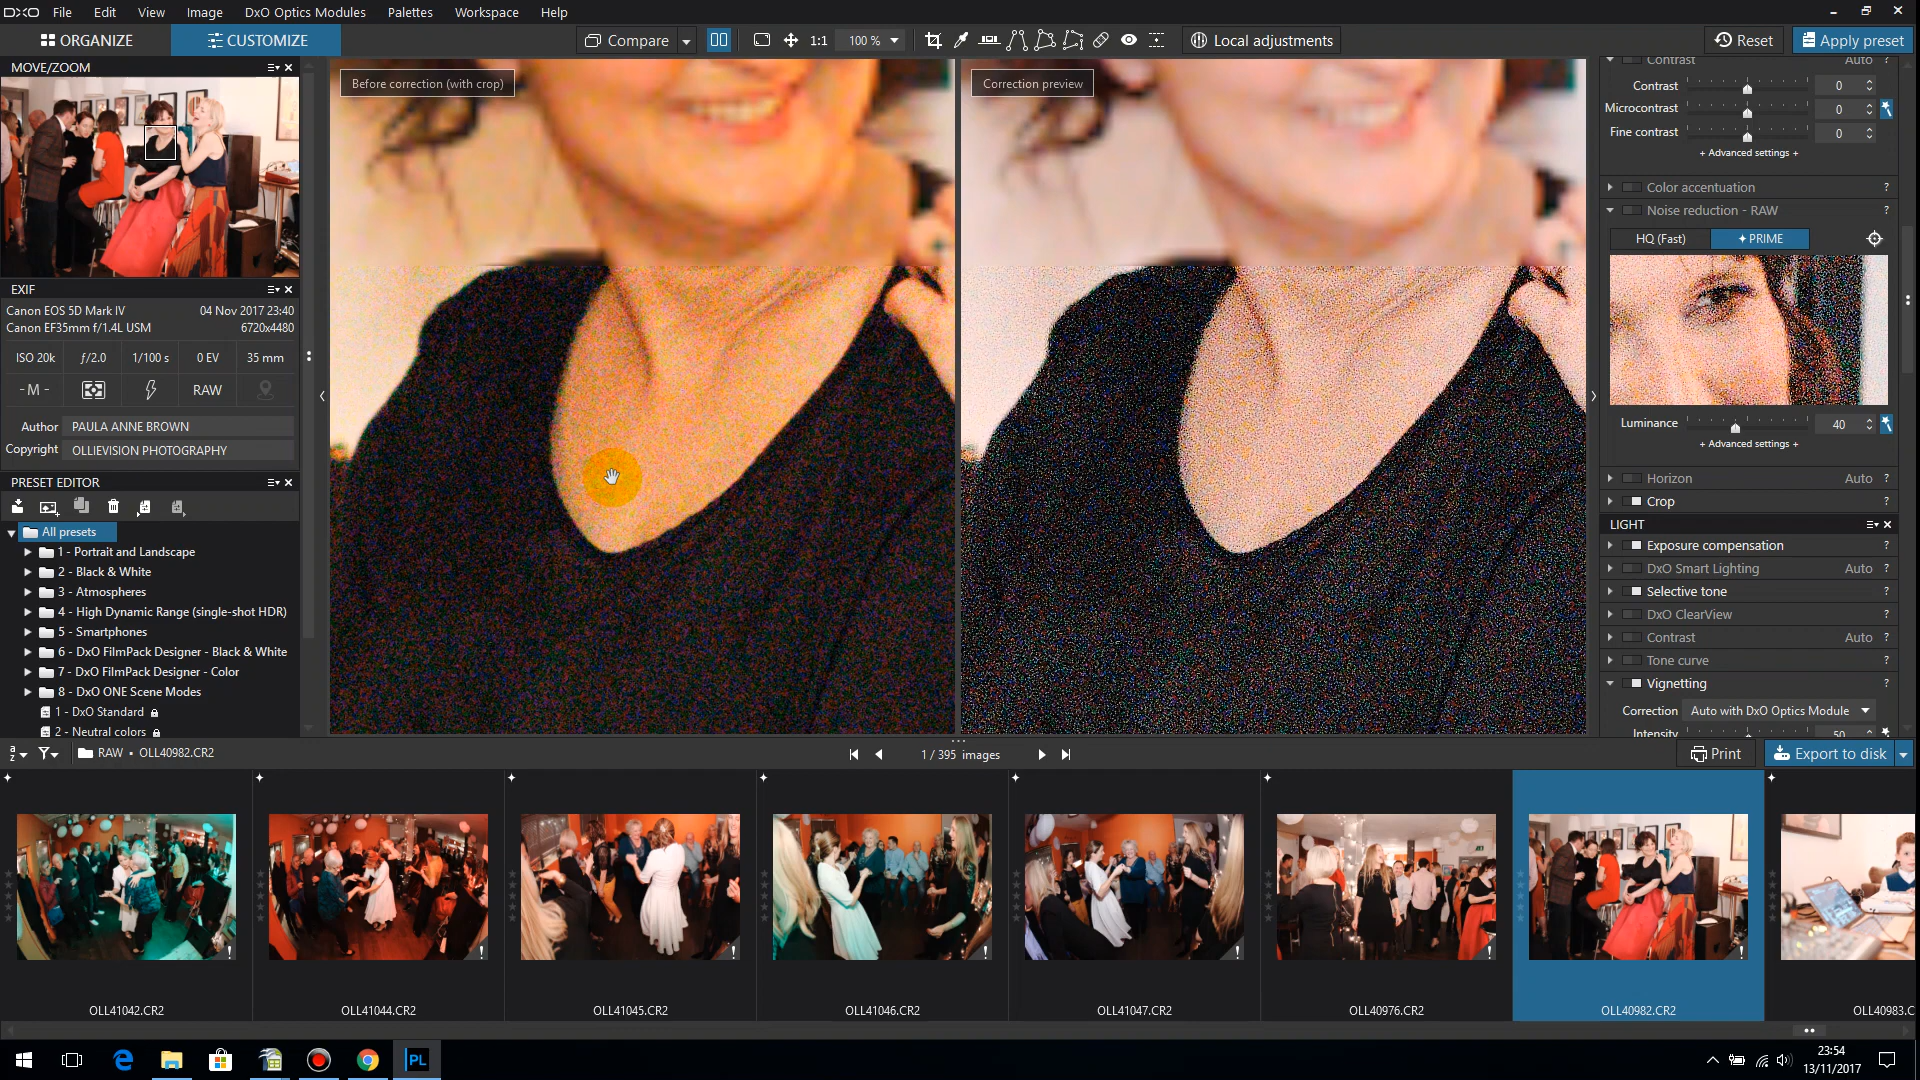 DXO File Edit View Image DxO Optics Modules Palettes Workspace Help
ORGANIZE CUSTOMIZE Compare 1:1 100 % Local adjustments Reset Apply preset
MOVE/ZOOM
Before correction (with crop)
Correction preview
EXIF
Canon EOS 5D Mark IV 04 Nov 2017 23:40
Canon EF35mm f/1.4L USM 6720x4480
ISO 20k ƒ/2.0 1/100 s 0 EV 35 mm
- M - RAW
Author PAULA ANNE BROWN
Copyright OLLIEVISION PHOTOGRAPHY
PRESET EDITOR
All presets
1 - Portrait and Landscape
2 - Black & White
3 - Atmospheres
4 - High Dynamic Range (single-shot HDR)
5 - Smartphones
6 - DxO FilmPack Designer - Black & White
7 - DxO FilmPack Designer - Color
8 - DxO ONE Scene Modes
1 - DxO Standard
2 - Neutral colors
Contrast Auto ?
Contrast 0
Microcontrast 0
Fine contrast 0
+ Advanced settings +
Color accentuation ?
Noise reduction - RAW ?
HQ (Fast) PRIME
Luminance 40
+ Advanced settings +
Horizon Auto ?
Crop ?
LIGHT
Exposure compensation ?
DxO Smart Lighting Auto ?
Selective tone ?
DxO ClearView ?
Contrast Auto ?
Tone curve ?
Vignetting ?
Correction Auto with DxO Optics Module
Intensity 50
a z RAW • OLL40982.CR2 1 / 395 images Print Export to disk
OLL41042.CR2 OLL41044.CR2 OLL41045.CR2 OLL41046.CR2 OLL41047.CR2 OLL40976.CR2 OLL40982.CR2 OLL40983.C
PL
23:54
13/11/2017